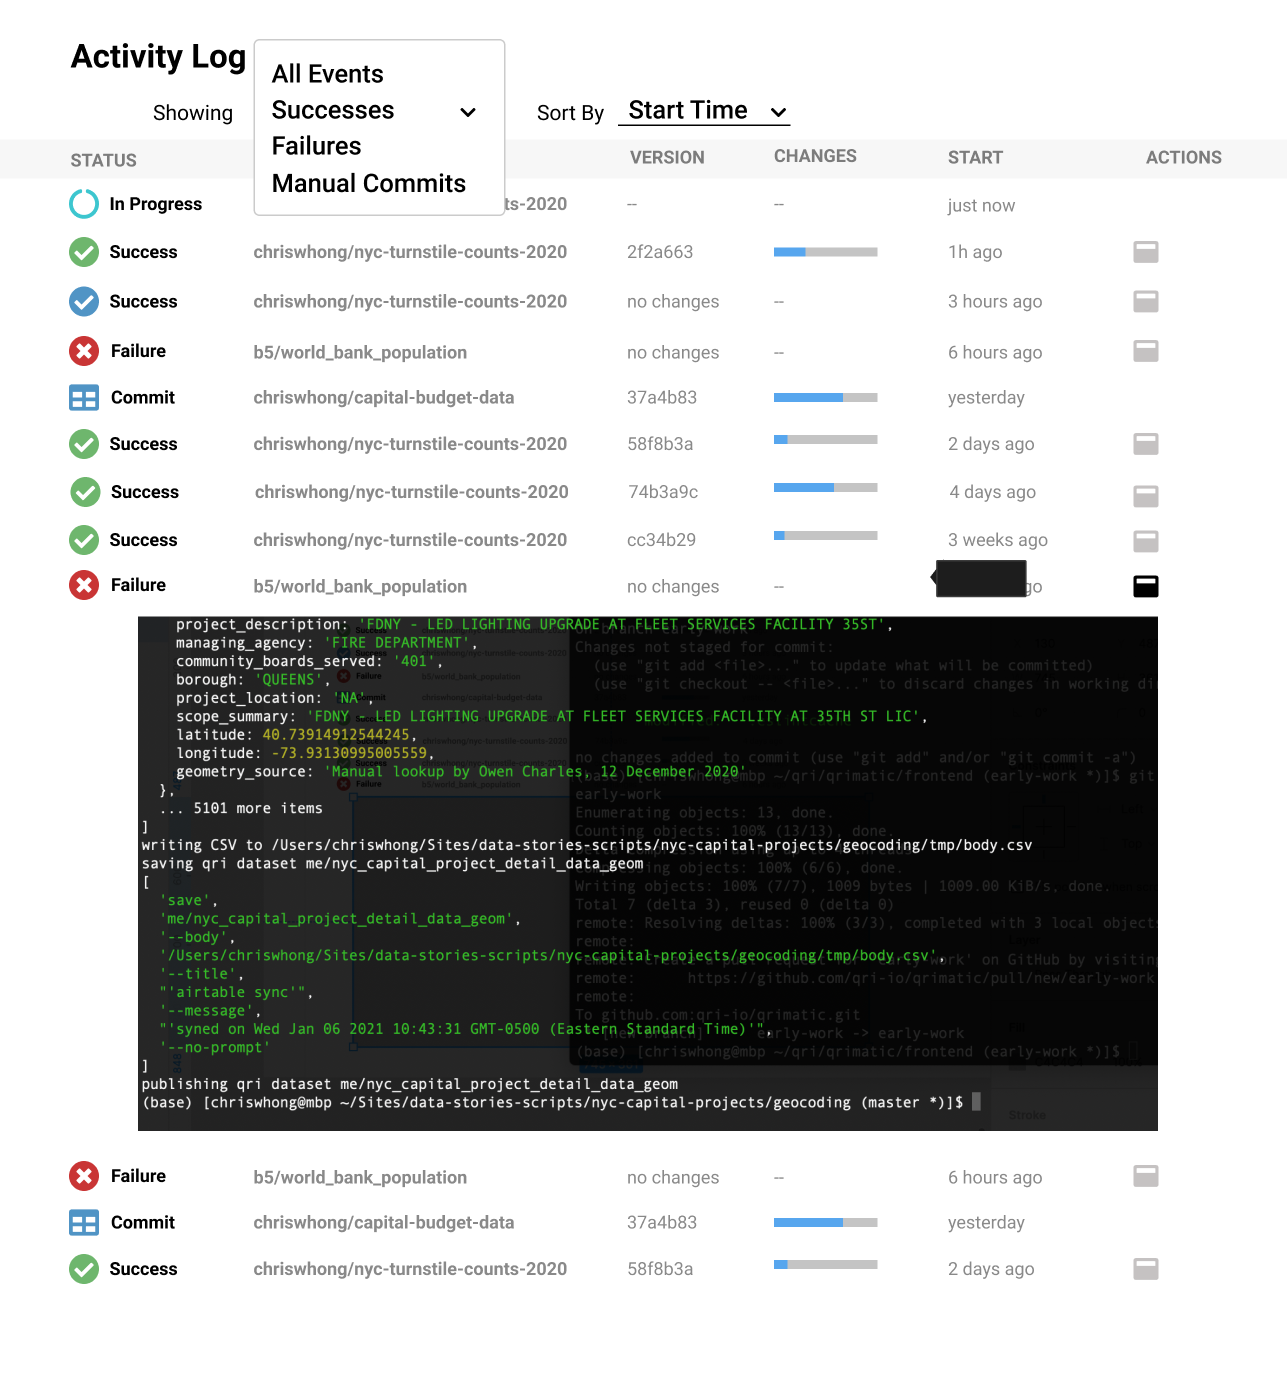 Activity Log
All Events
Showing Successes Sort By Start Time
Failures
Manual Commits
STATUS VERSION CHANGES START ACTIONS
In Progress ts-2020 -- -- just now
Success chriswhong/nyc-turnstile-counts-2020 2f2a663 1h ago
Success chriswhong/nyc-turnstile-counts-2020 no changes -- 3 hours ago
Failure b5/world_bank_population no changes -- 6 hours ago
Commit chriswhong/capital-budget-data 37a4b83 yesterday
Success chriswhong/nyc-turnstile-counts-2020 58f8b3a 2 days ago
Success chriswhong/nyc-turnstile-counts-2020 74b3a9c 4 days ago
Success chriswhong/nyc-turnstile-counts-2020 cc34b29 3 weeks ago
Failure b5/world_bank_population no changes -- go
project_description: 'FDNY - LED LIGHTING UPGRADE AT FLEET SERVICES FACILITY 35ST',
managing_agency: 'FIRE DEPARTMENT',
community_boards_served: '401',
borough: 'QUEENS',
project_location: 'NA',
scope_summary: 'FDNY - LED LIGHTING UPGRADE AT FLEET SERVICES FACILITY AT 35TH ST LIC',
latitude: 40.73914912544245,
longitude: -73.93130995005559,
geometry_source: 'Manual lookup by Owen Charles, 12 December 2020'
},
... 5101 more items
]
writing CSV to /Users/chriswhong/Sites/data-stories-scripts/nyc-capital-projects/geocoding/tmp/body.csv
saving qri dataset me/nyc_capital_project_detail_data_geom
[
'save',
'me/nyc_capital_project_detail_data_geom',
'--body',
'/Users/chriswhong/Sites/data-stories-scripts/nyc-capital-projects/geocoding/tmp/body.csv',
'--title',
"'airtable sync'",
'--message',
"'syned on Wed Jan 06 2021 10:43:31 GMT-0500 (Eastern Standard Time)'",
'--no-prompt'
]
publishing qri dataset me/nyc_capital_project_detail_data_geom
(base) [chriswhong@mbp ~/Sites/data-stories-scripts/nyc-capital-projects/geocoding (master *)]$
On branch early-work
Changes not staged for commit:
(use "git add <file>..." to update what will be committed)
(use "git checkout -- <file>..." to discard changes in working di
no changes added to commit (use "git add" and/or "git commit -a")
(base) [chriswhong@mbp ~/qri/qrimatic/frontend (early-work *)]$ git
early-work
Enumerating objects: 13, done.
Counting objects: 100% (13/13), done.
Compressing objects: 100% (6/6), done.
Writing objects: 100% (7/7), 1009 bytes | 1009.00 KiB/s, done.
Total 7 (delta 3), reused 0 (delta 0)
remote: Resolving deltas: 100% (3/3), completed with 3 local objects
remote:
remote: Create a pull request for 'early-work' on GitHub by visiting
remote: https://github.com/qri-io/qrimatic/pull/new/early-work
remote:
To github.com:qri-io/qrimatic.git
[new branch] early-work -> early-work
(base) [chriswhong@mbp ~/qri/qrimatic/frontend (early-work *)]$
Stroke
Failure b5/world_bank_population no changes -- 6 hours ago
Commit chriswhong/capital-budget-data 37a4b83 yesterday
Success chriswhong/nyc-turnstile-counts-2020 58f8b3a 2 days ago